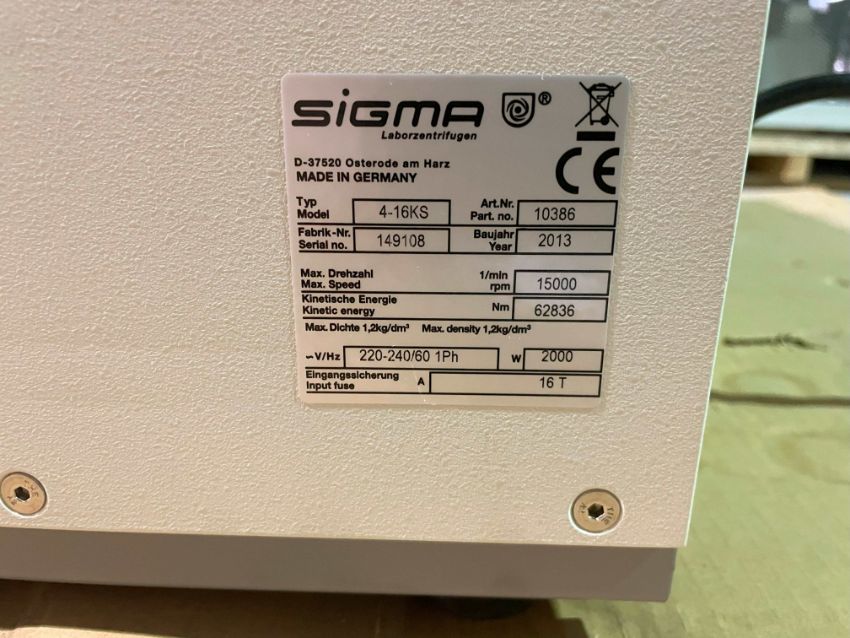 SiGMA ®
Laborzentrifugen
D-37520 Osterode am Harz
MADE IN GERMANY
CE
Typ
Model 4-16KS Art.Nr.
Part. no. 10386
Fabrik-Nr.
Serial no. 149108 Baujahr
Year 2013
Max. Drehzahl 1/min
Max. Speed rpm 15000
Kinetische Energie
Kinetic energy Nm 62836
Max. Dichte 1,2kg/dm³ Max. density 1,2kg/dm³
~V/Hz 220-240/60 1Ph W 2000
Eingangssicherung
Input fuse A 16 T